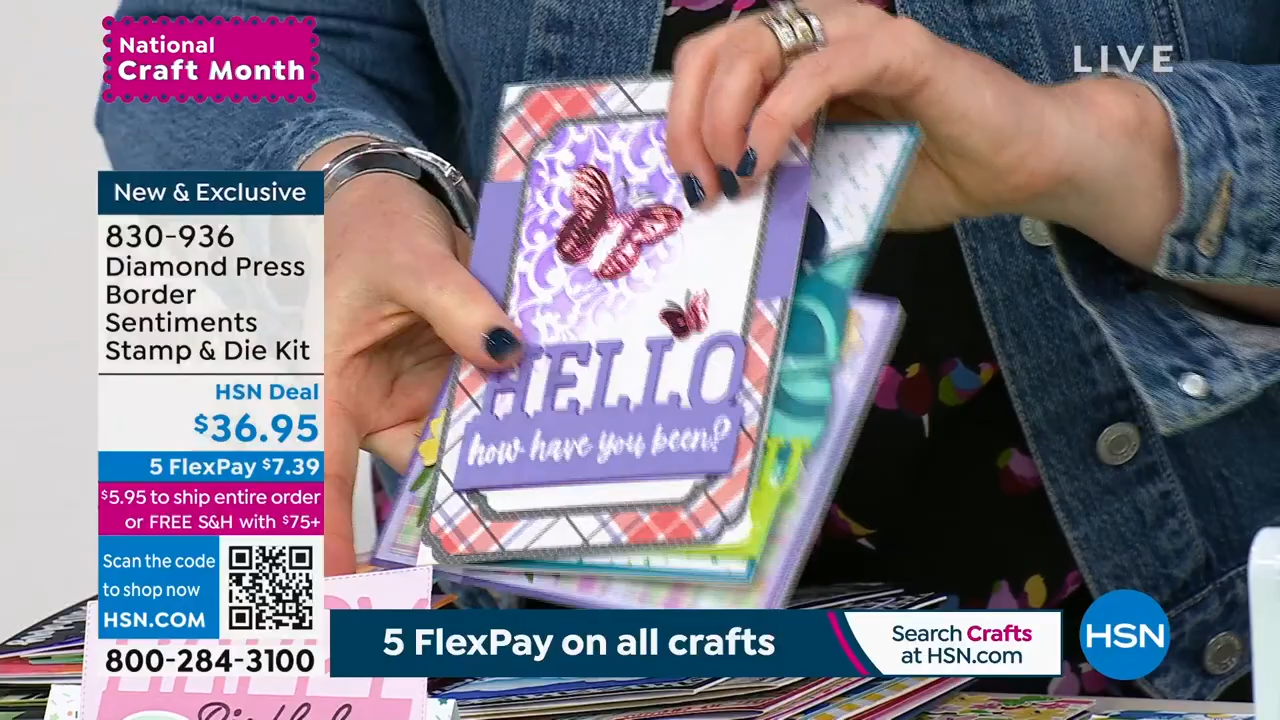 National
Craft Month
LIVE
New & Exclusive
830-936
Diamond Press
Border
Sentiments
Stamp & Die Kit
HSN Deal
$36.95
5 FlexPay $7.39
$5.95 to ship entire order
or FREE S&H with $75+
Scan the code
to shop now
HSN.COM
800-284-3100
HELLO
how have you been?
5 FlexPay on all crafts
Search Crafts
at HSN.com
HSN